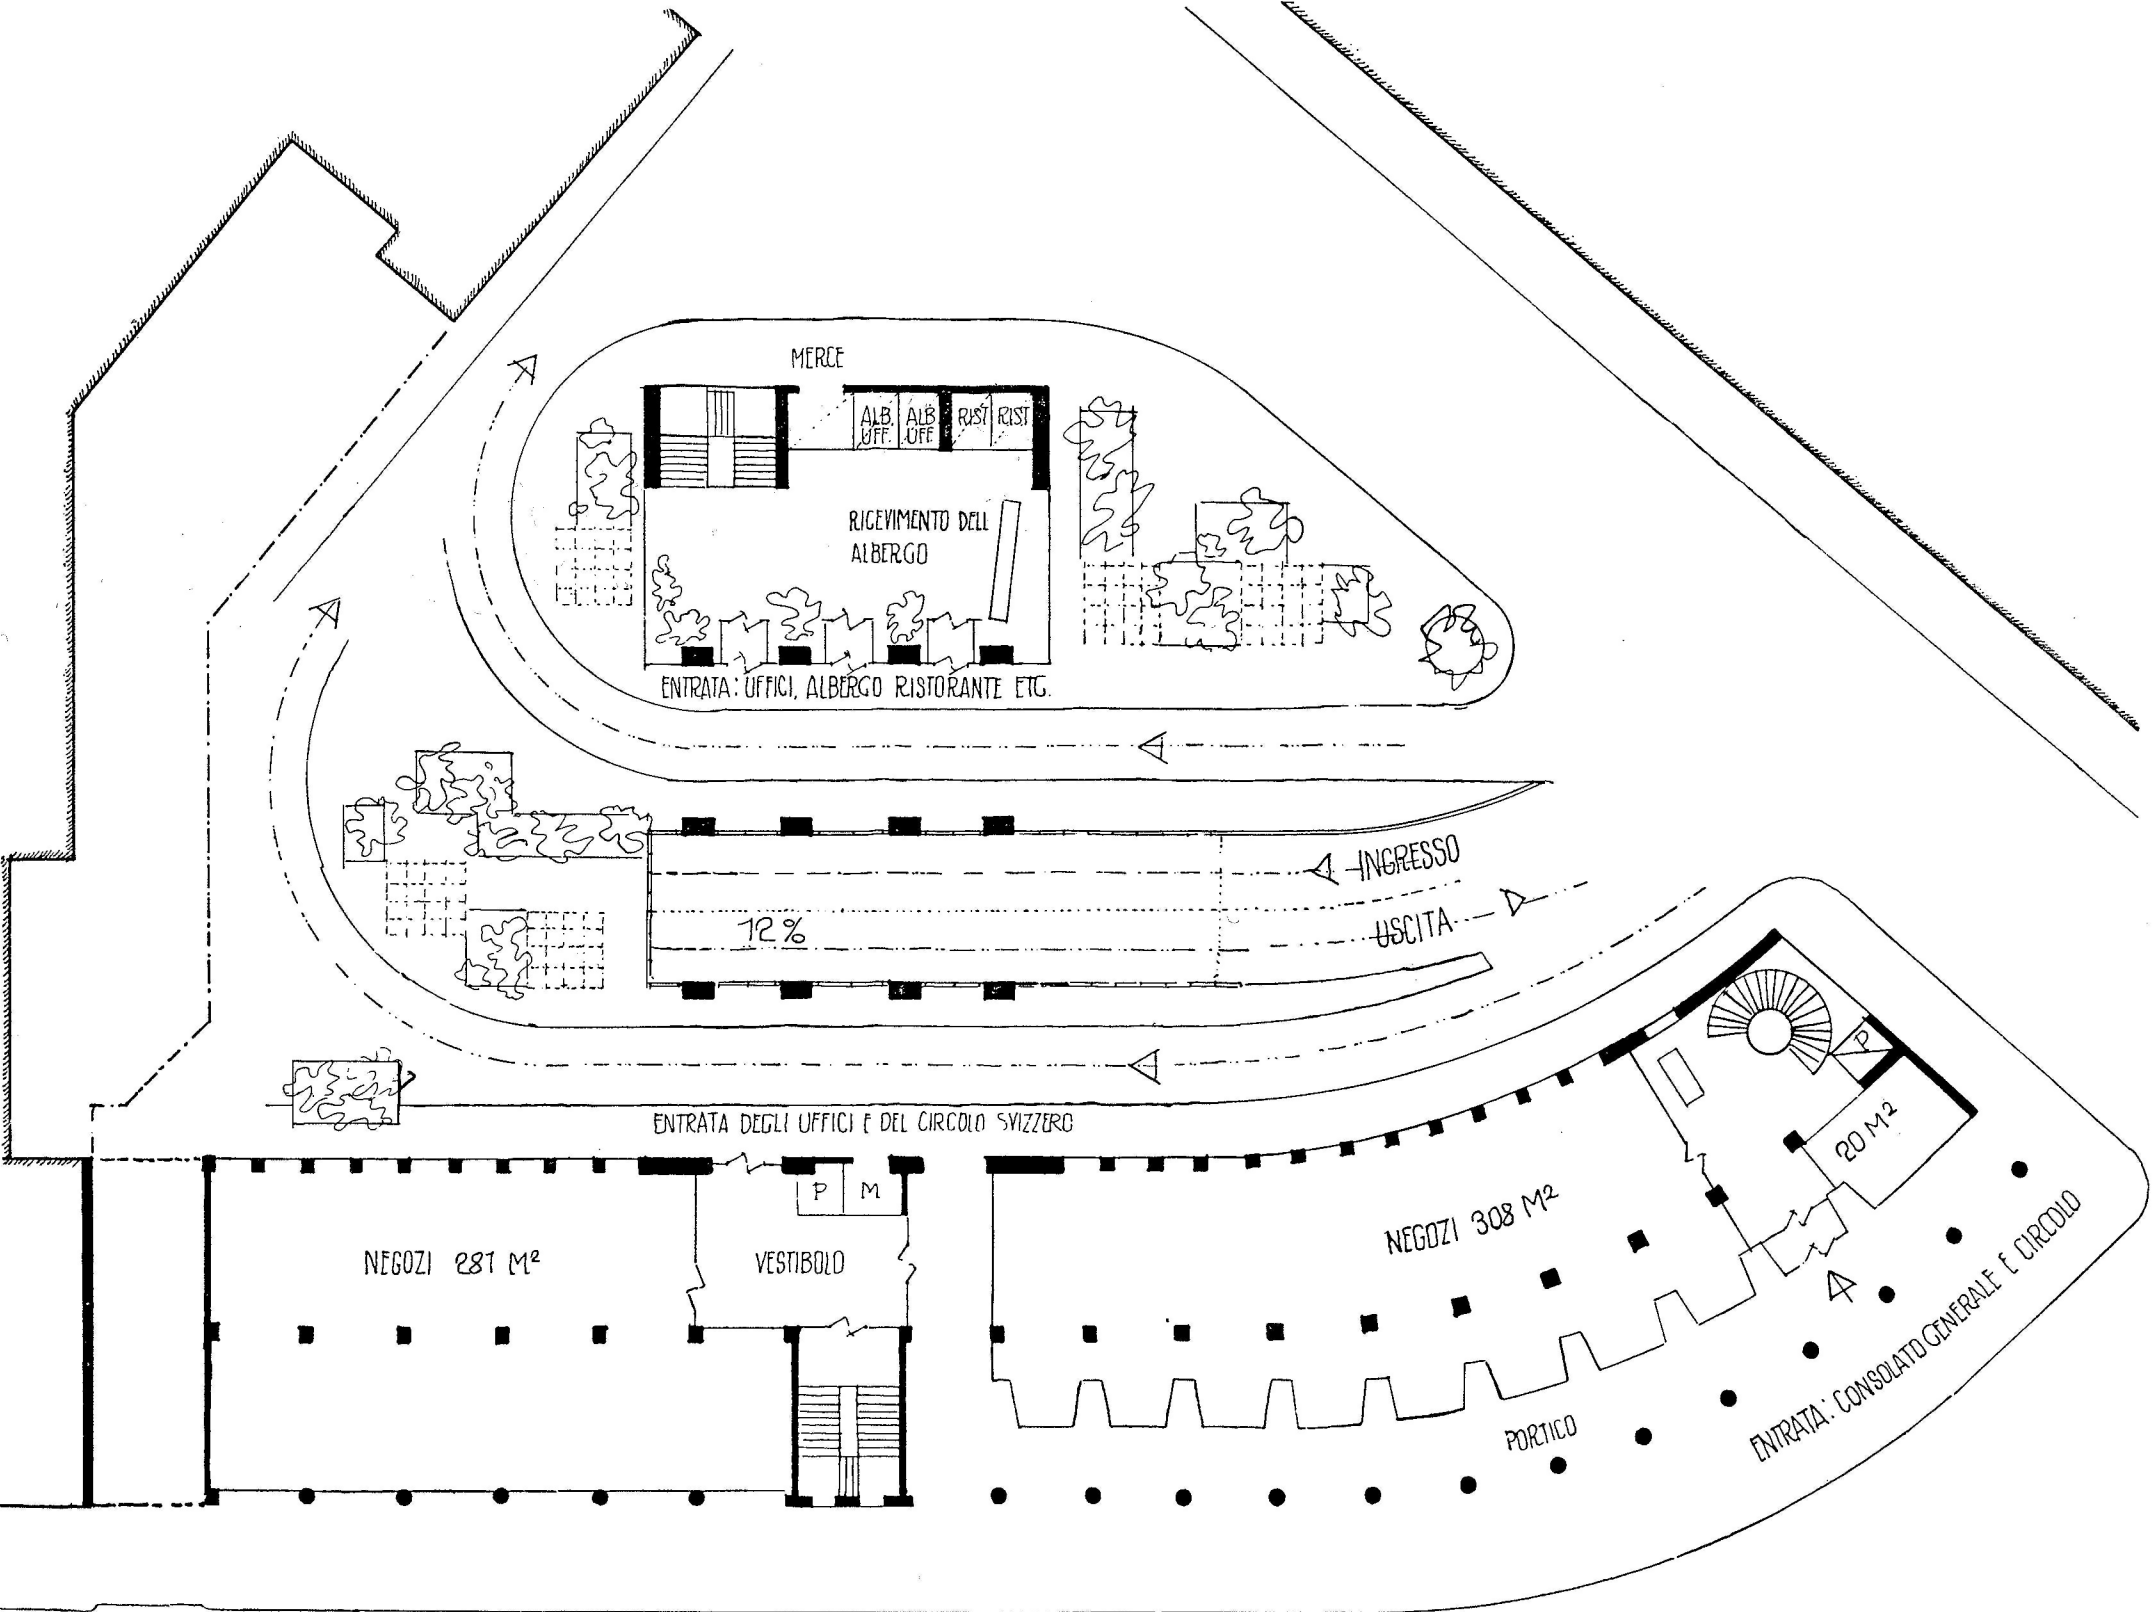 MERCE
ALB. ALB RIST RIST
UFF. UFF
RICEVIMENTO DELL
ALBERGO
ENTRATA: UFFICI, ALBERGO RISTORANTE ETC.
INGRESSO
USCITA
12%
P
20 M²
ENTRATA DEGLI UFFICI E DEL CIRCOLO SVIZZERO
P M
NEGOZI 281 M²
VESTIBOLO
NEGOZI 308 M²
PORTICO
ENTRATA: CONSOLATO GENERALE E CIRCOLO